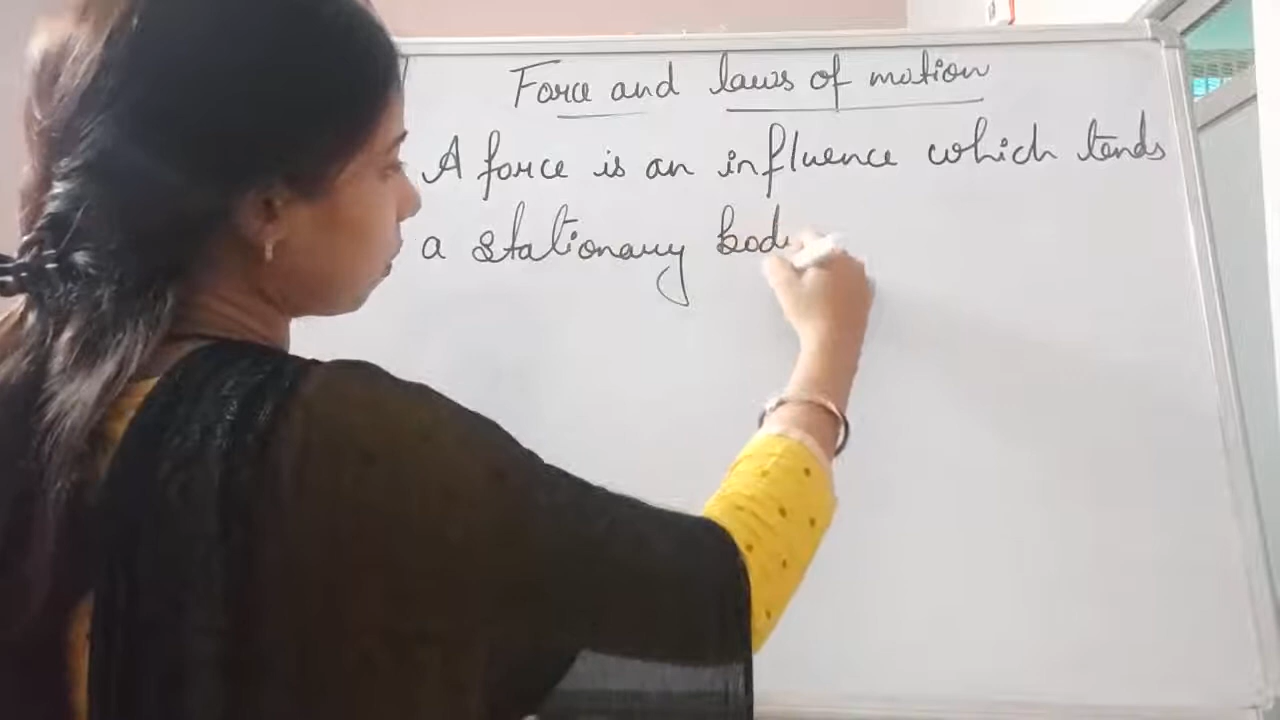 Force and laws of motion
A force is an influence which tends
a stationary bod